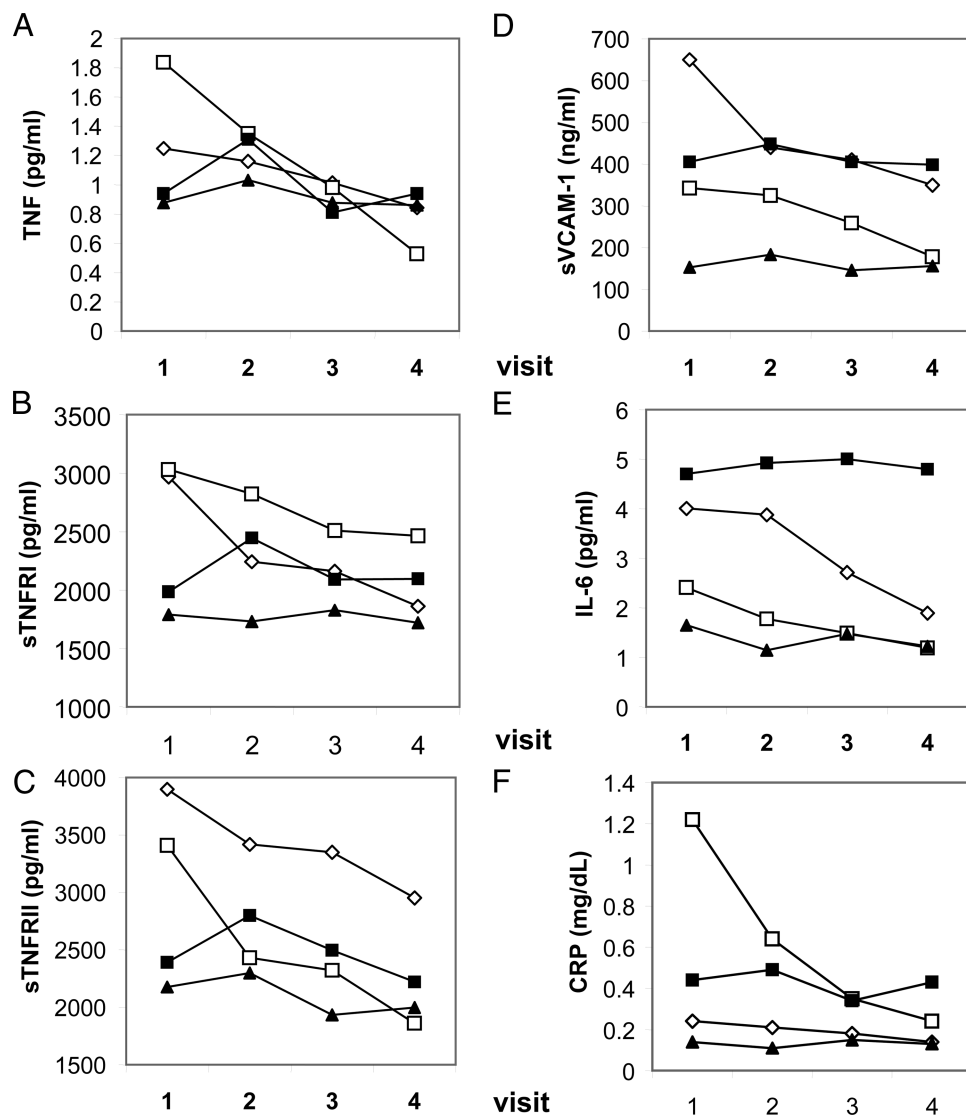 A
TNF (pg/ml)
2
1.8
1.6
1.4
1.2
1
0.8
0.6
0.4
0.2
0
1 2 3 4
D
sVCAM-1 (ng/ml)
700
600
500
400
300
200
100
0
visit 1 2 3 4
B
sTNFRI (pg/ml)
3500
3000
2500
2000
1500
1000
1 2 3 4
E
IL-6 (pg/ml)
6
5
4
3
2
1
0
visit 1 2 3 4
C
sTNFRII (pg/ml)
4000
3500
3000
2500
2000
1500
1 2 3 4
F
CRP (mg/dL)
1.4
1.2
1
0.8
0.6
0.4
0.2
0
visit 1 2 3 4